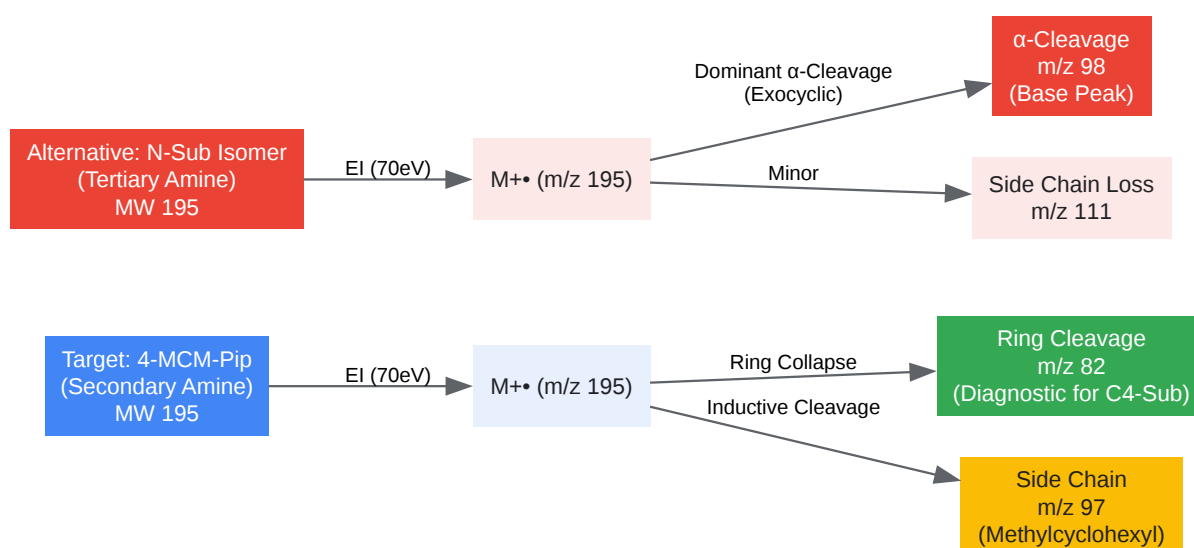 Alternative: N-Sub Isomer
(Tertiary Amine)
MW 195
EI (70eV)
M+• (m/z 195)
Dominant α-Cleavage
(Exocyclic)
α-Cleavage
m/z 98
(Base Peak)
Minor
Side Chain Loss
m/z 111
Target: 4-MCM-Pip
(Secondary Amine)
MW 195
EI (70eV)
M+• (m/z 195)
Ring Collapse
Ring Cleavage
m/z 82
(Diagnostic for C4-Sub)
Inductive Cleavage
Side Chain
m/z 97
(Methylcyclohexyl)